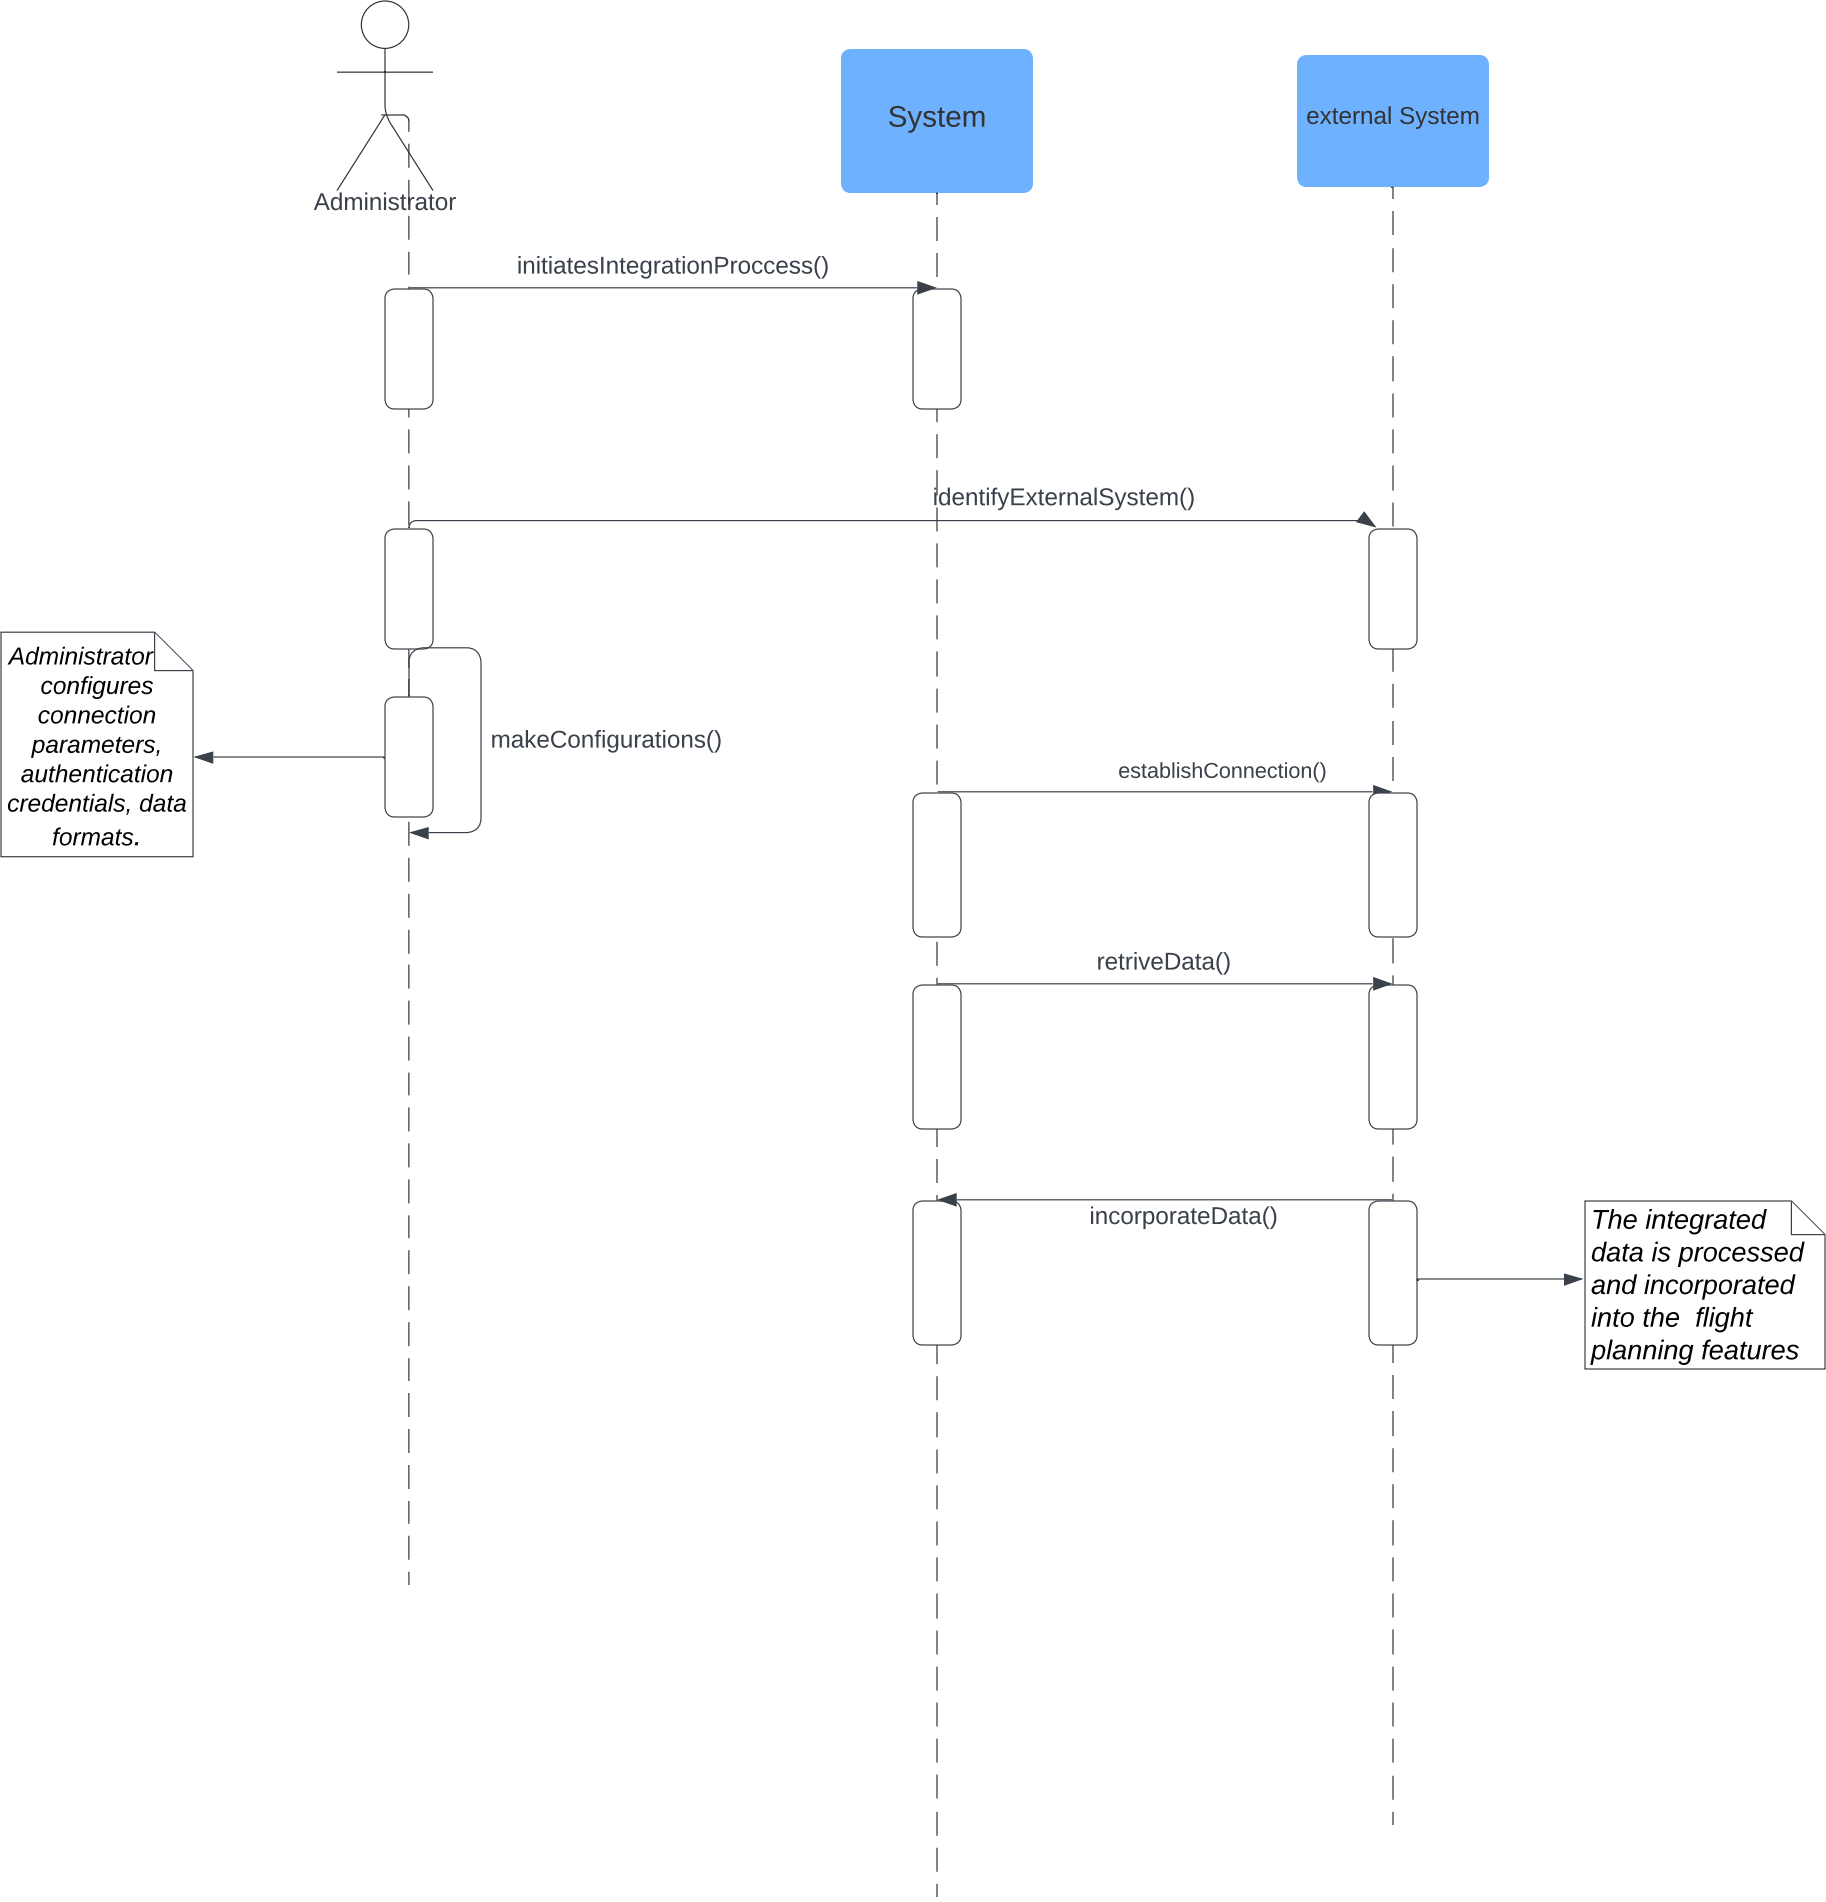 Administrator
System
external System
initiatesIntegrationProccess()
identifyExternalSystem()
Administrator
configures
connection
parameters,
authentication
credentials, data
formats.
makeConfigurations()
establishConnection()
retriveData()
incorporateData()
The integrated
data is processed
and incorporated
into the  flight
planning features